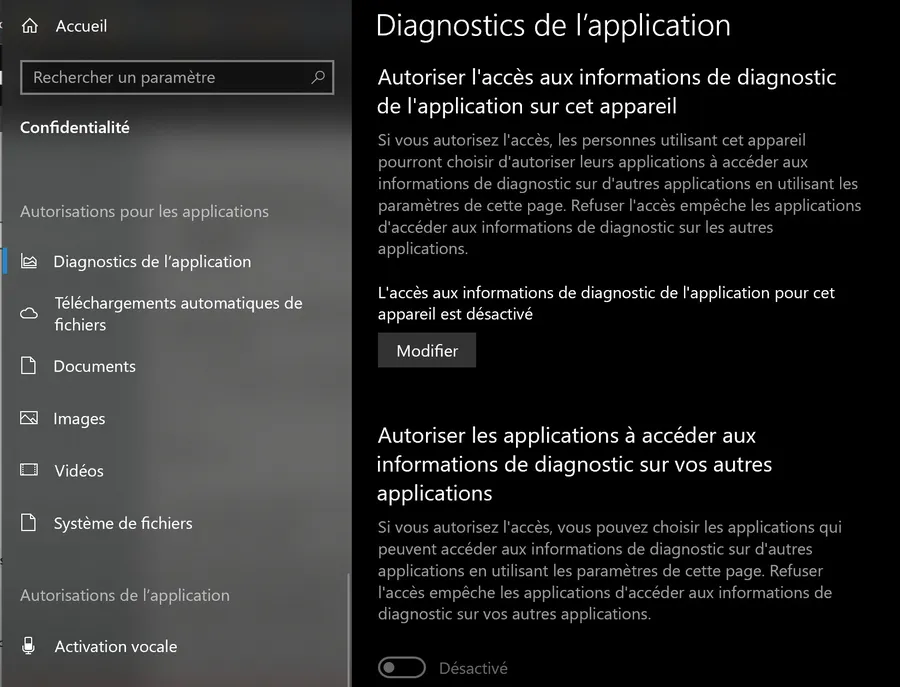 Accueil
Rechercher un paramètre
Confidentialité
Autorisations pour les applications
Diagnostics de l’application
Téléchargements automatiques de
fichiers
Documents
Images
Vidéos
Système de fichiers
Autorisations de l’application
Activation vocale
Diagnostics de l’application
Autoriser l'accès aux informations de diagnostic
de l'application sur cet appareil
Si vous autorisez l'accès, les personnes utilisant cet appareil
pourront choisir d'autoriser leurs applications à accéder aux
informations de diagnostic sur d'autres applications en utilisant les
paramètres de cette page. Refuser l'accès empêche les applications
d'accéder aux informations de diagnostic sur les autres
applications.
L'accès aux informations de diagnostic de l'application pour cet
appareil est désactivé
Modifier
Autoriser les applications à accéder aux
informations de diagnostic sur vos autres
applications
Si vous autorisez l'accès, vous pouvez choisir les applications qui
peuvent accéder aux informations de diagnostic sur d'autres
applications en utilisant les paramètres de cette page. Refuser
l'accès empêche les applications d'accéder aux informations de
diagnostic sur vos autres applications.
Désactivé